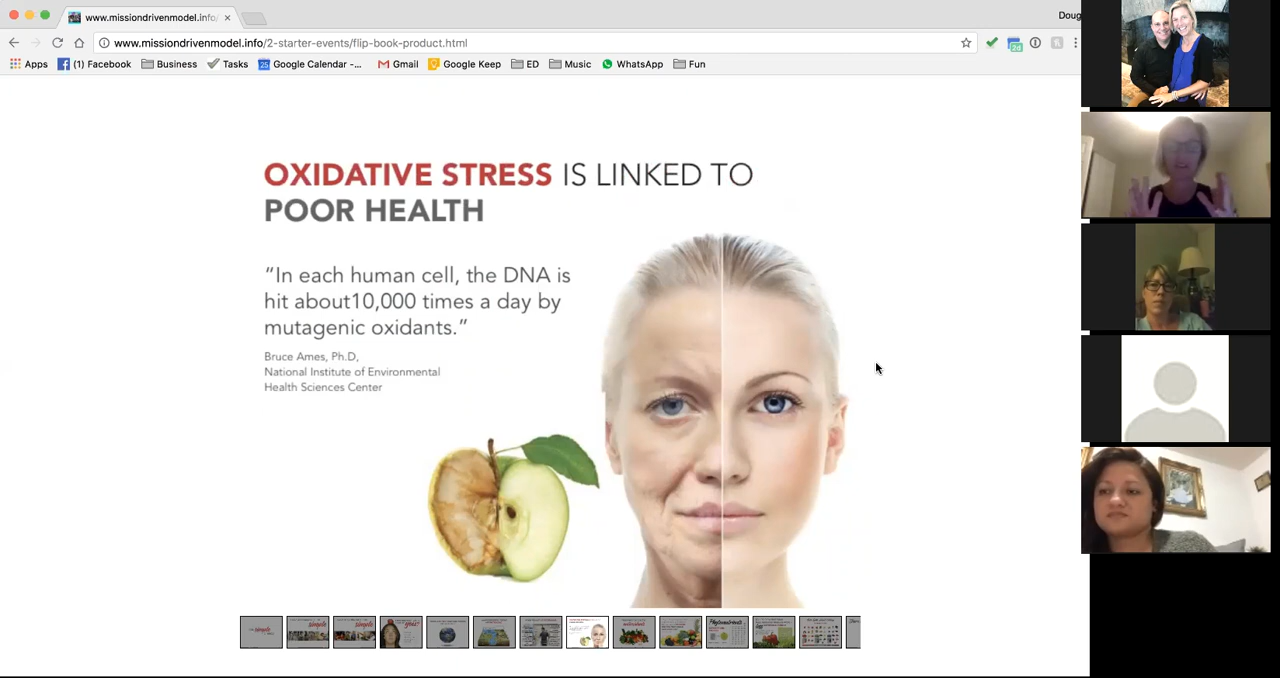 www.missiondrivenmodel.info/
Doug
www.missiondrivenmodel.info/2-starter-events/flip-book-product.html
Apps (1) Facebook Business Tasks Google Calendar -... Gmail Google Keep ED Music WhatsApp Fun
OXIDATIVE STRESS IS LINKED TO
POOR HEALTH
“In each human cell, the DNA is
hit about10,000 times a day by
mutagenic oxidants.”
Bruce Ames, Ph.D,
National Institute of Environmental
Health Sciences Center